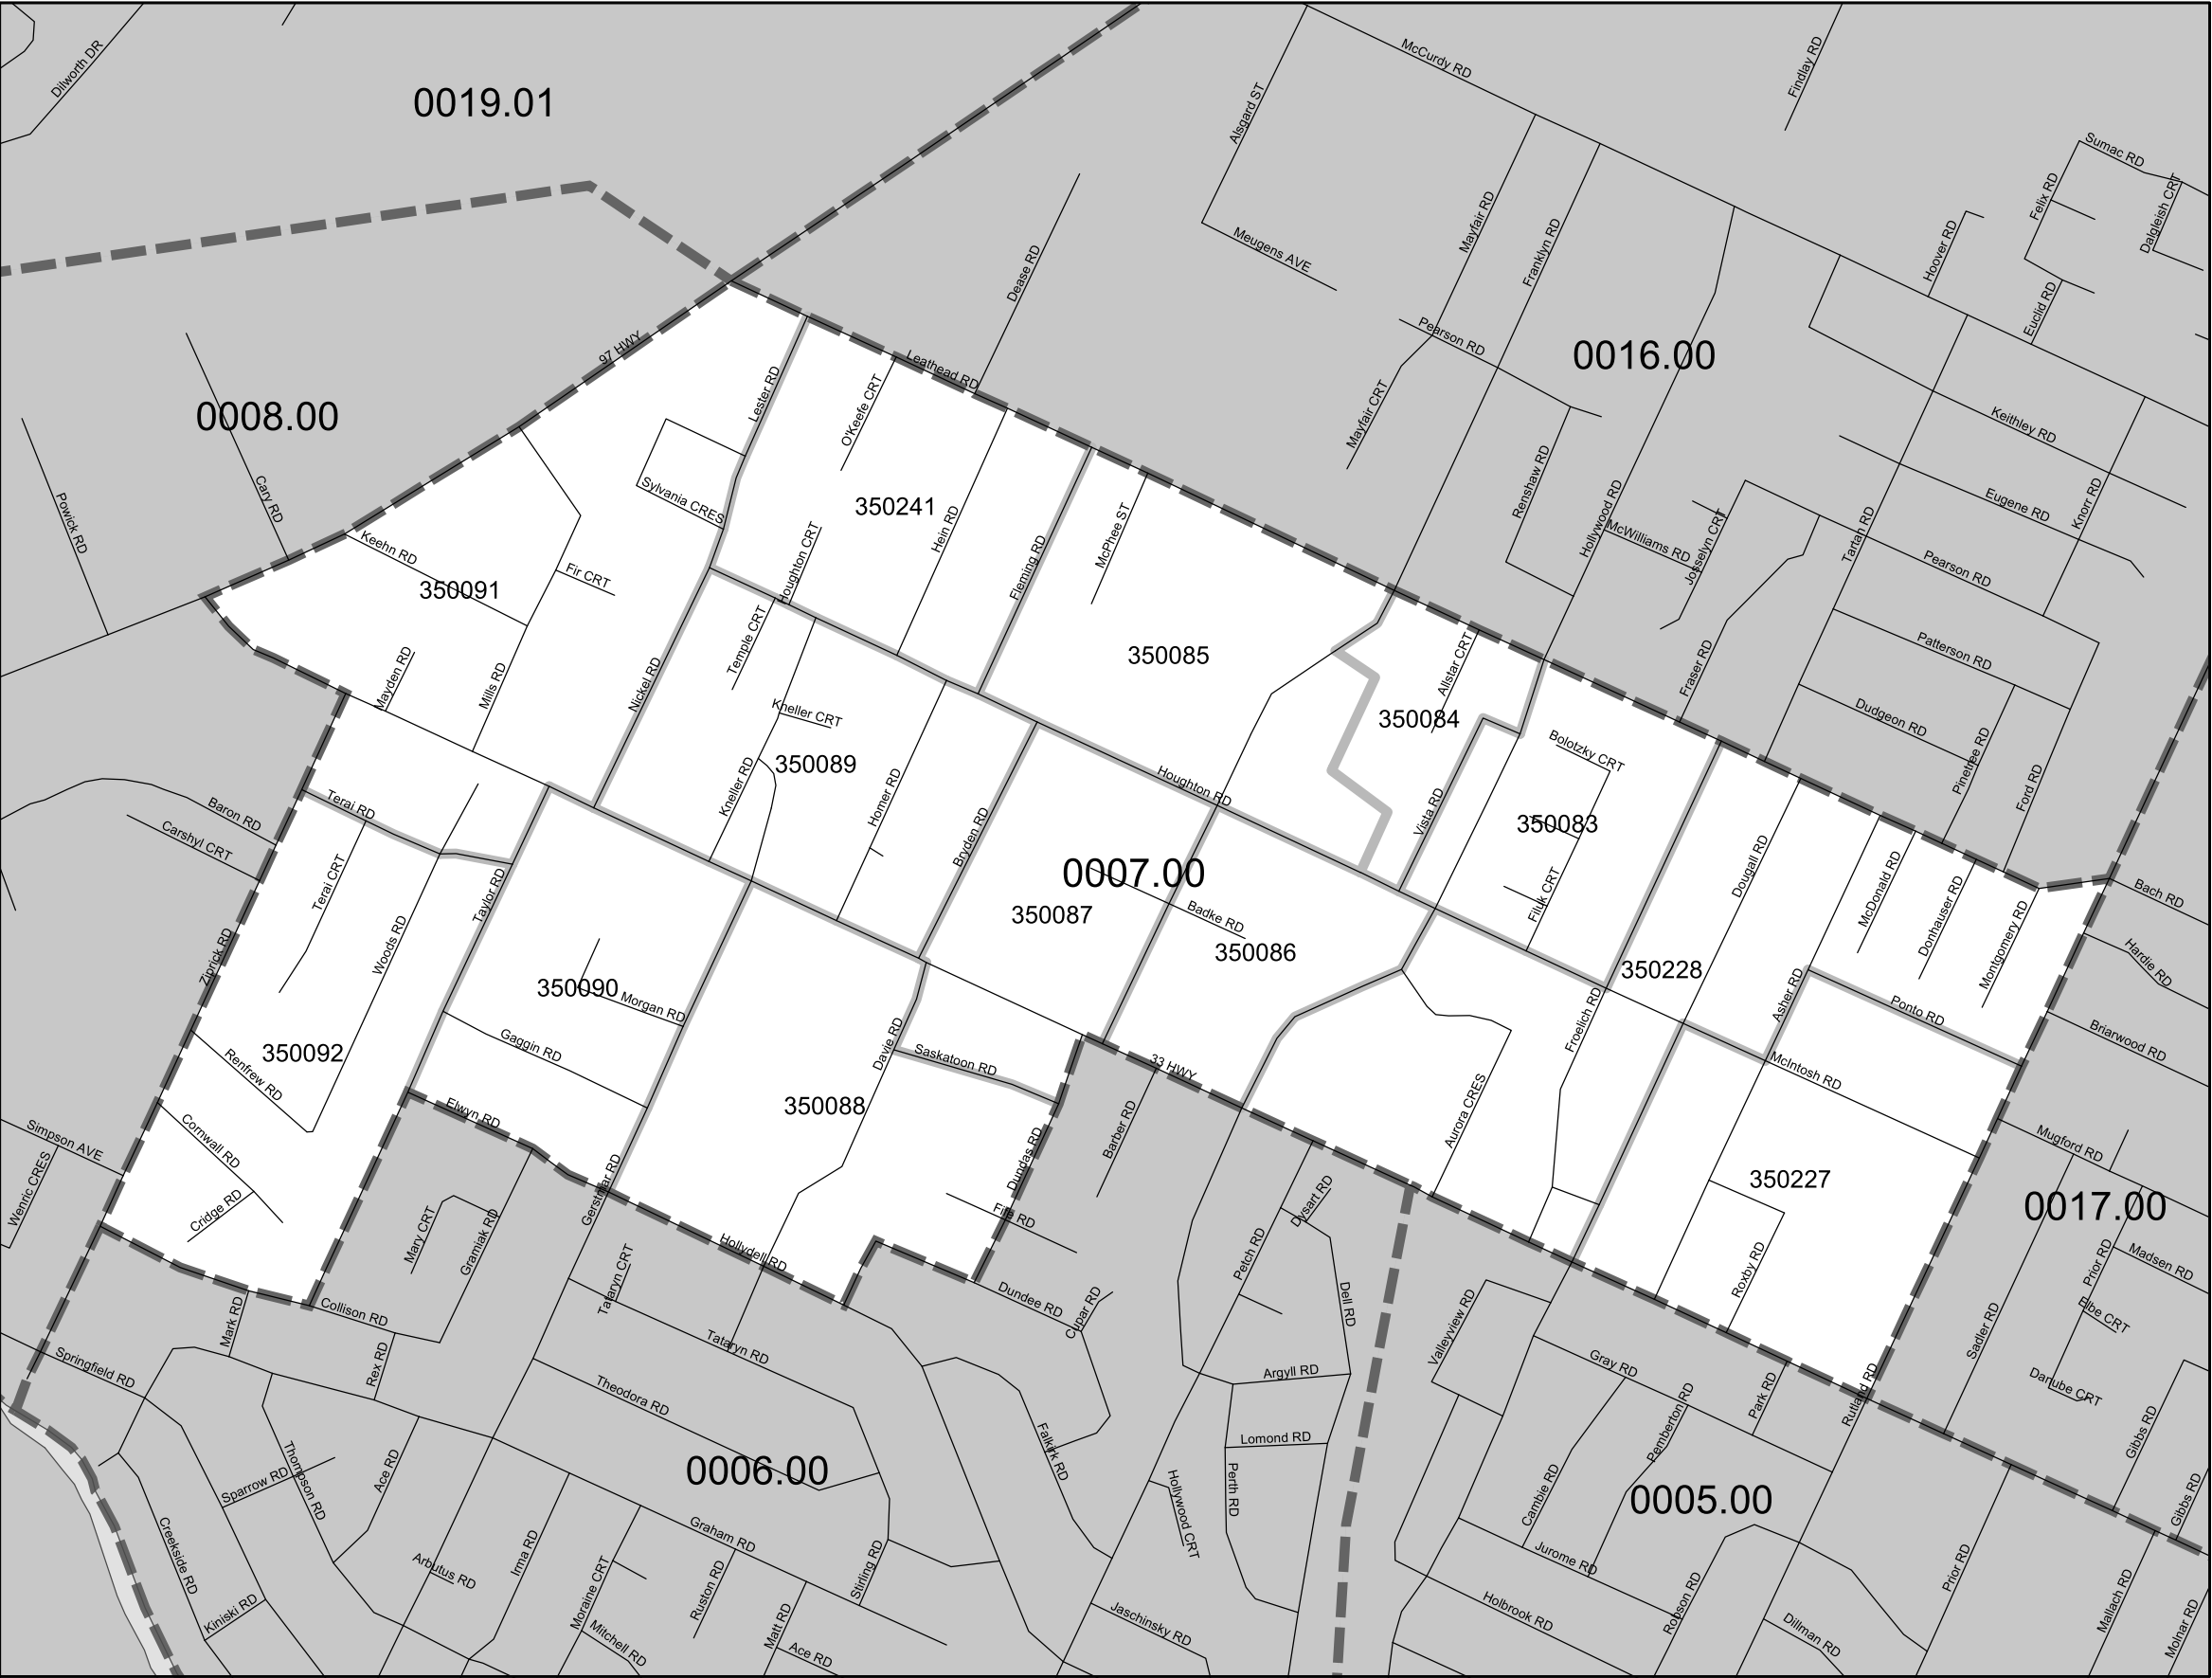 Dilworth DR
0019.01
McCurdy RD
Findlay RD
Alsgard ST
Sumac RD
Felix RD
Dalgleish CRT
Mayfair RD
Franklyn RD
Meugens AVE
Hoover RD
Dease RD
Euclid RD
97 HWY
Pearson RD
0016.00
Leathead RD
Lester RD
O'Keefe CRT
Mayfair CRT
0008.00
Keithley RD
Cary RD
Powick RD
Sylvania CRES
350241
Hein RD
Renshaw RD
Hollywood RD
McWilliams RD
Josselyn CRT
Eugene RD
Knorr RD
Tartan RD
McPhee ST
Keehn RD
350091
Fir CRT
Houghton CRT
Fleming RD
Pearson RD
Temple CRT
350085
Patterson RD
Mayden RD
Mills RD
Nickel RD
Allstar CRT
Fraser RD
Kneller CRT
350084
Dudgeon RD
Bolotzky CRT
350089
Pinetree RD
Ford RD
Kneller RD
Homer RD
Houghton RD
Vista RD
350083
Baron RD
Terai RD
Carshyl CRT
Bryden RD
Dougall RD
0007.00
Terai CRT
Taylor RD
McDonald RD
Donhauser RD
Montgomery RD
Bach RD
Filuk CRT
350087
Badke RD
350086
Woods RD
Ziprick RD
350228
Hardie RD
350090
Morgan RD
Asher RD
Ponto RD
Froelich RD
Gaggin RD
Davie RD
Saskatoon RD
350092
Renfrew RD
Briarwood RD
33 HWY
McIntosh RD
Elwyn RD
350088
Aurora CRES
Barber RD
Cornwall RD
Simpson AVE
Mugford RD
Dundas RD
350227
Wenric CRES
Cridge RD
Gerstmar RD
Mary CRT
Gramiak RD
Fife RD
Dysart RD
0017.00
Hollydell RD
Petch RD
Roxby RD
Prior RD
Madsen RD
Tataryn CRT
Dundee RD
Cupar RD
Dell RD
Collison RD
Mark RD
Valleyview RD
Elbe CRT
Sadler RD
Tataryn RD
Rex RD
Springfield RD
Argyll RD
Gray RD
Park RD
Rutland RD
Danube CRT
Theodora RD
Pemberton RD
Gibbs RD
Falkirk RD
Lomond RD
Ace RD
0006.00
Thompson RD
Sparrow RD
Perth RD
Hollywood CRT
Cambie RD
0005.00
Gibbs RD
Creekside RD
Graham RD
Irma RD
Arbutus RD
Moraine CRT
Ruston RD
Stirling RD
Jurome RD
Prior RD
Kiniski RD
Matt RD
Mitchell RD
Ace RD
Jaschinsky RD
Holbrook RD
Robson RD
Dillman RD
Mallach RD
Molnar RD